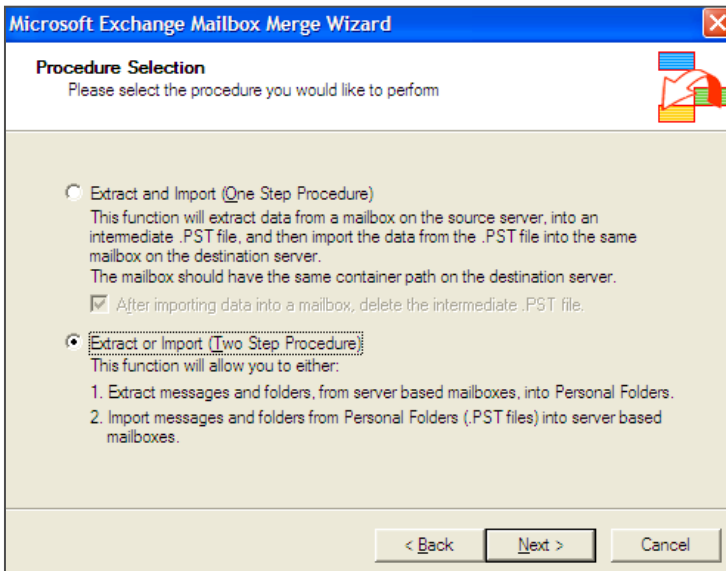 Microsoft Exchange Mailbox Merge Wizard
Procedure Selection
Please select the procedure you would like to perform
Extract and Import (One Step Procedure)
This function will extract data from a mailbox on the source server, into an
intermediate .PST file, and then import the data from the .PST file into the same
mailbox on the destination server.
The mailbox should have the same container path on the destination server.
After importing data into a mailbox, delete the intermediate .PST file.
Extract or Import (Two Step Procedure)
This function will allow you to either:
1. Extract messages and folders, from server based mailboxes, into Personal Folders.
2. Import messages and folders from Personal Folders (.PST files) into server based
mailboxes.
< Back Next > Cancel